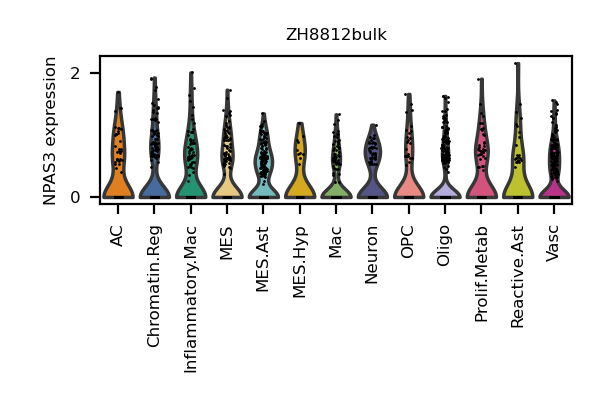 ZH8812bulk
NPAS3 expression
2
0
AC
Chromatin.Reg
Inflammatory.Mac
MES
MES.Ast
MES.Hyp
Mac
Neuron
OPC
Oligo
Prolif.Metab
Reactive.Ast
Vasc